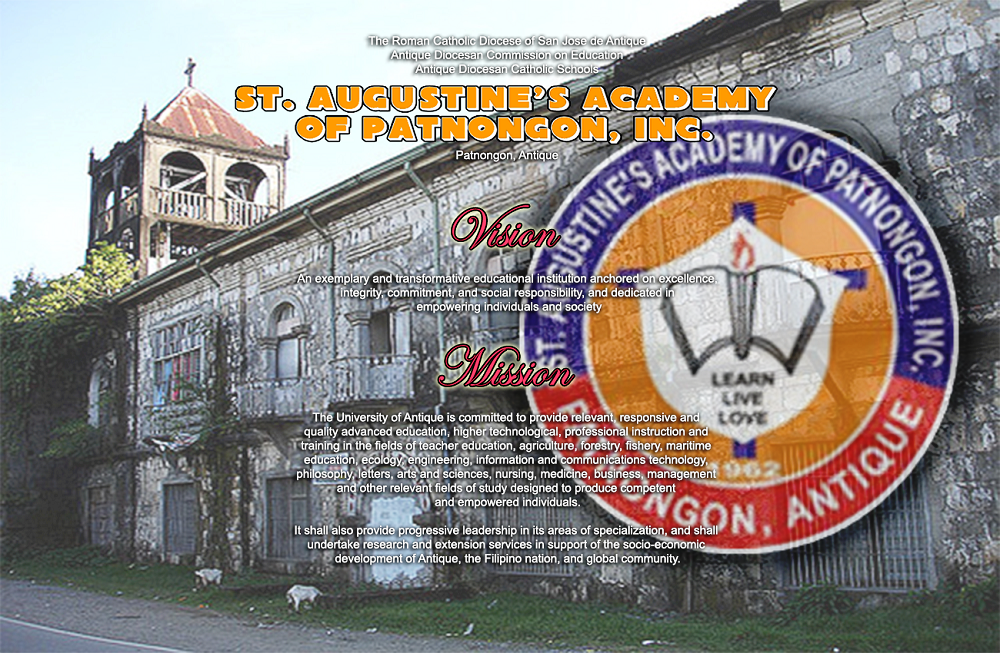 The Roman Catholic Diocese of San Jose de Antique
Antique Diocesan Commission on Education
Antique Diocesan Catholic Schools
ST. AUGUSTINE'S ACADEMY
OF PATNONGON, INC.
Patnongon, Antique
Vision
An exemplary and transformative educational institution anchored on excellence,
integrity, commitment, and social responsibility, and dedicated in
empowering individuals and society
Mission
The University of Antique is committed to provide relevant, responsive and
quality advanced education, higher technological, professional instruction and
training in the fields of teacher education, agriculture, forestry, fishery, maritime
education, ecology, engineering, information and communications technology,
philosophy, letters, arts and sciences, nursing, medicine, business, management
and other relevant fields of study designed to produce competent
and empowered individuals.
It shall also provide progressive leadership in its areas of specialization, and shall
undertake research and extension services in support of the socio-economic
development of Antique, the Filipino nation, and global community.
ST. AUGUSTINE'S ACADEMY OF PATNONGON, INC.
LEARN
LIVE
LOVE
1962
PATNONGON, ANTIQUE